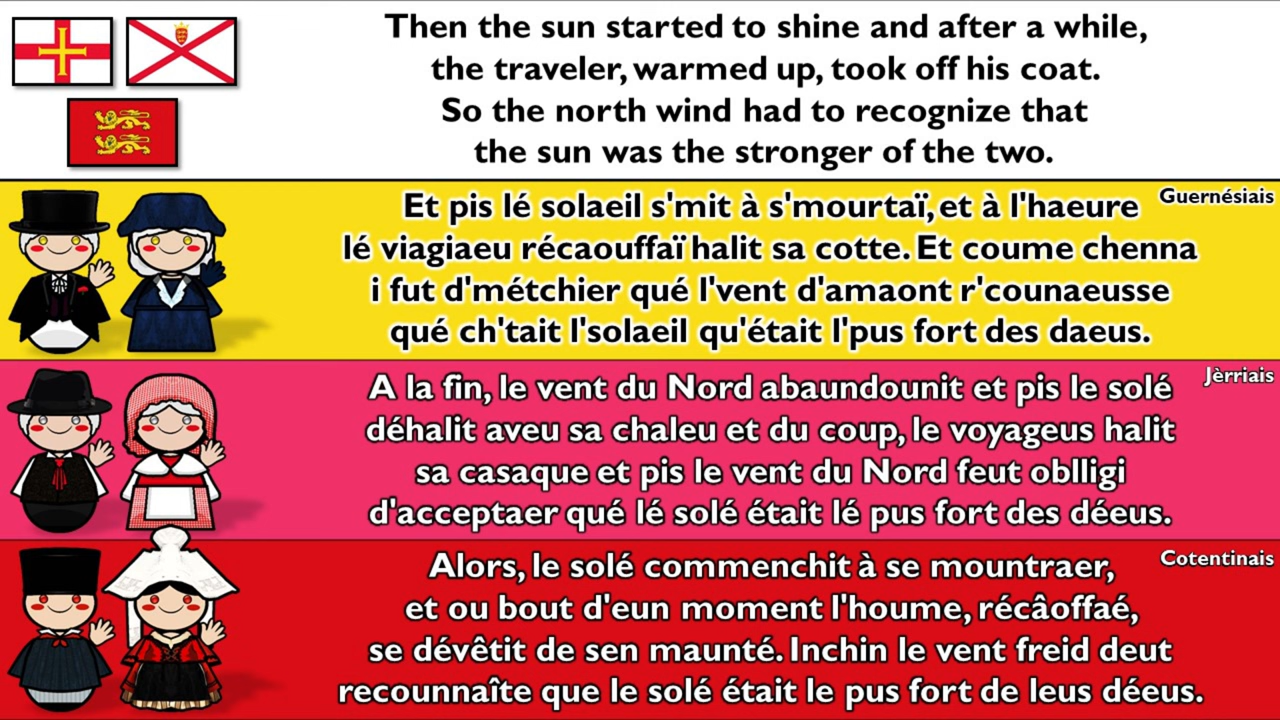 Then the sun started to shine and after a while,
the traveler, warmed up, took off his coat.
So the north wind had to recognize that
the sun was the stronger of the two.
Guernésiais
Et pis lé solaeil s'mit à s'mourtaï, et à l'haeure
lé viagiaeu récaouffaï halit sa cotte. Et coume chenna
i fut d'métchier qué l'vent d'amaont r'counaeusse
qué ch'tait l'solaeil qu'était l'pus fort des daeus.
Jèrriais
A la fin, le vent du Nord abaundounit et pis le solé
déhalit aveu sa chaleu et du coup, le voyageus halit
sa casaque et pis le vent du Nord feut oblligi
d'acceptaer qué lé solé était lé pus fort des déeus.
Cotentinais
Alors, le solé commenchit à se mountraer,
et ou bout d'eun moment l'houme, récâoffaé,
se dévêtit de sen maunté. Inchin le vent freid deut
recounnaîte que le solé était le pus fort de leus déeus.